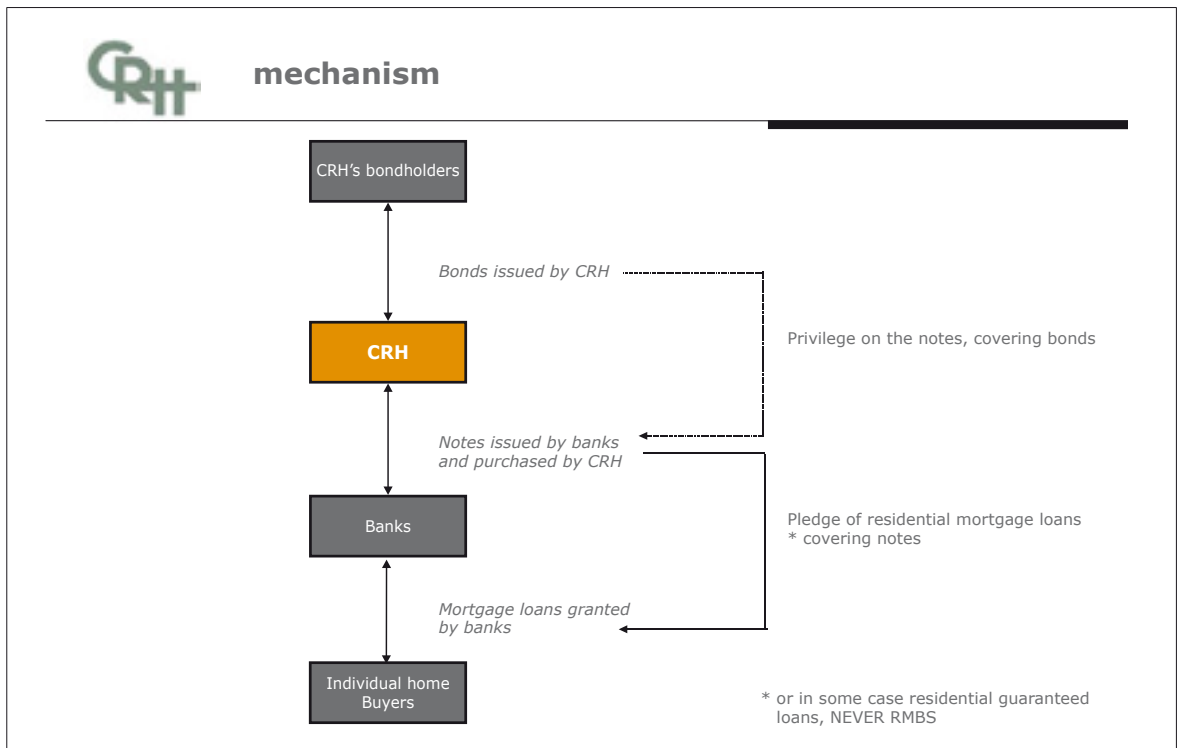 CRH mechanism
CRH's bondholders
Bonds issued by CRH
Privilege on the notes, covering bonds
CRH
Notes issued by banks
and purchased by CRH
Banks
Pledge of residential mortgage loans
* covering notes
Mortgage loans granted
by banks
Individual home
Buyers
* or in some case residential guaranteed
loans, NEVER RMBS